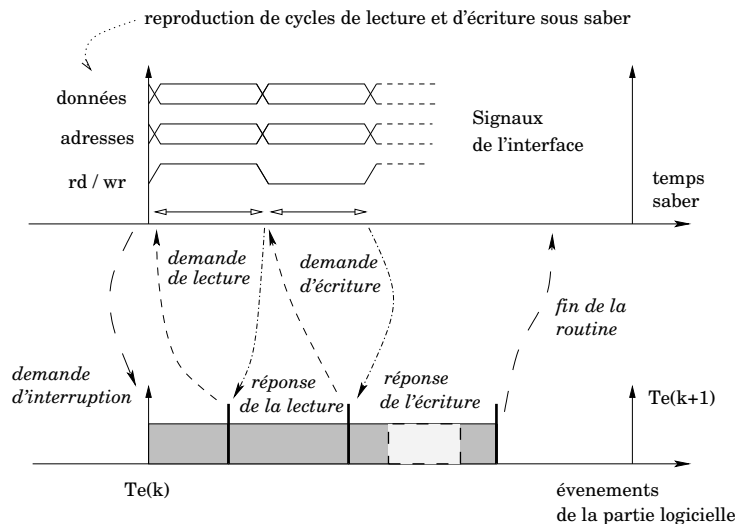 reproduction de cycles de lecture et d'écriture sous saber
données
adresses
rd / wr
Signaux
de l'interface
temps
saber
demande
de lecture
demande
d'écriture
fin de la
routine
demande
d'interruption
réponse
de la lecture
réponse
de l'écriture
Te(k+1)
Te(k)
évenements
de la partie logicielle